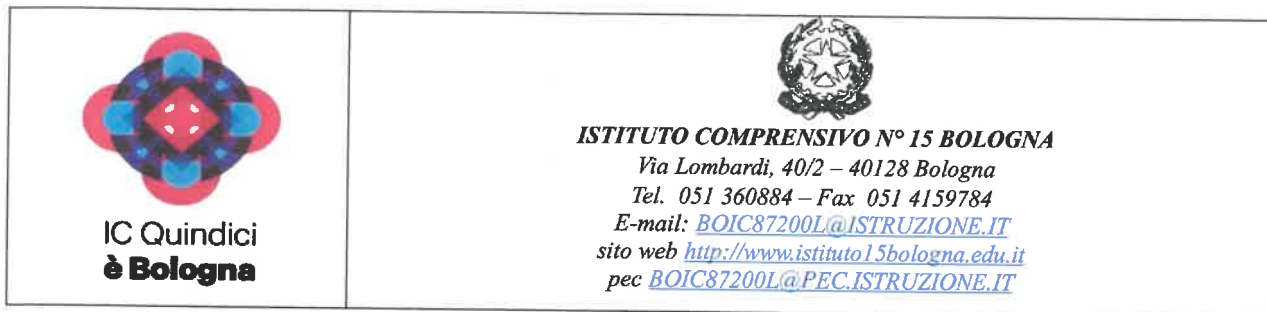 IC Quindici
è Bologna
ISTITUTO COMPRENSIVO N° 15 BOLOGNA
Via Lombardi, 40/2 – 40128 Bologna
Tel. 051 360884 – Fax 051 4159784
E-mail: BOIC87200L@ISTRUZIONE.IT
sito web http://www.istituto15bologna.edu.it
pec BOIC87200L@PEC.ISTRUZIONE.IT